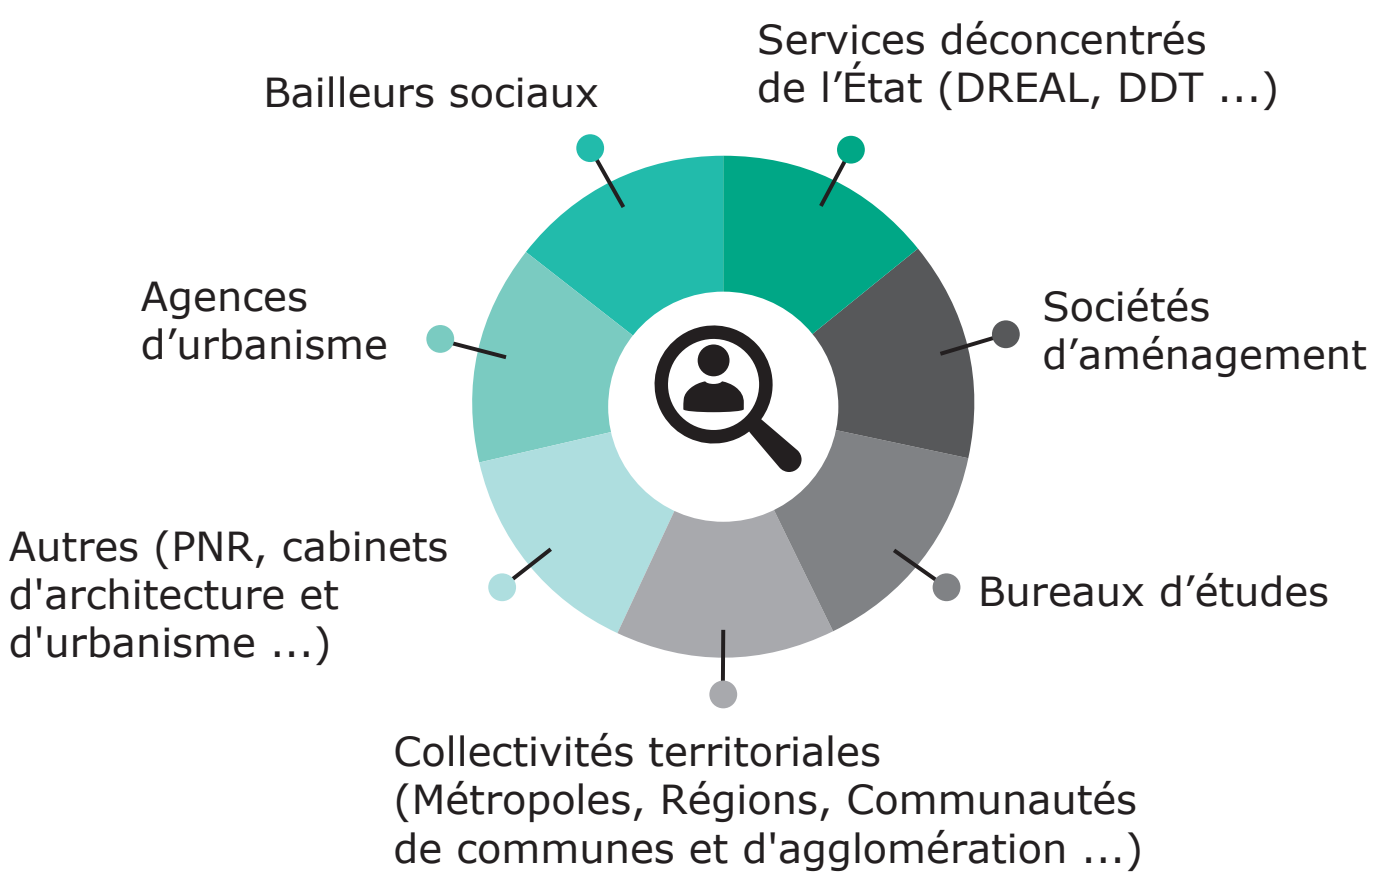 Services déconcentrés
de l’État (DREAL, DDT ...)
Bailleurs sociaux
Agences
d’urbanisme
Sociétés
d’aménagement
Autres (PNR, cabinets
d'architecture et
d'urbanisme ...)
Bureaux d’études
Collectivités territoriales
(Métropoles, Régions, Communautés
de communes et d'agglomération ...)